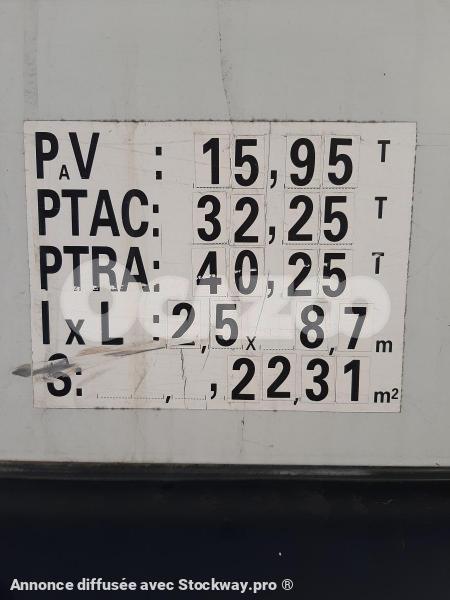 PAV : 15,95 T
PTAC: 32,25 T
PTRA: 40,25 T
I x L : 2,5 x 8,7 m
S: , ,22,31 m²
Annonce diffusée avec Stockway.pro ®